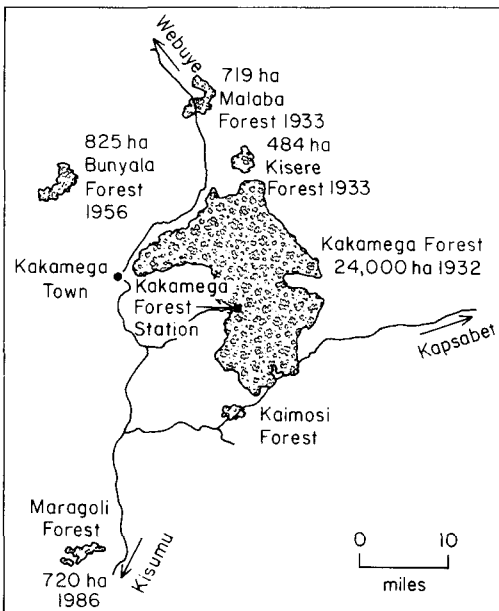 Webuye
719 ha
Malaba
Forest 1933
825 ha
Bunyala
Forest
1956
484 ha
Kisere
Forest 1933
Kakamega Forest
24,000 ha 1932
Kakamega
Town
Kakamega
Forest
Station
Kapsabet
Kaimosi
Forest
Maragoli
Forest
720 ha
1986
Kisumu
0 10
miles